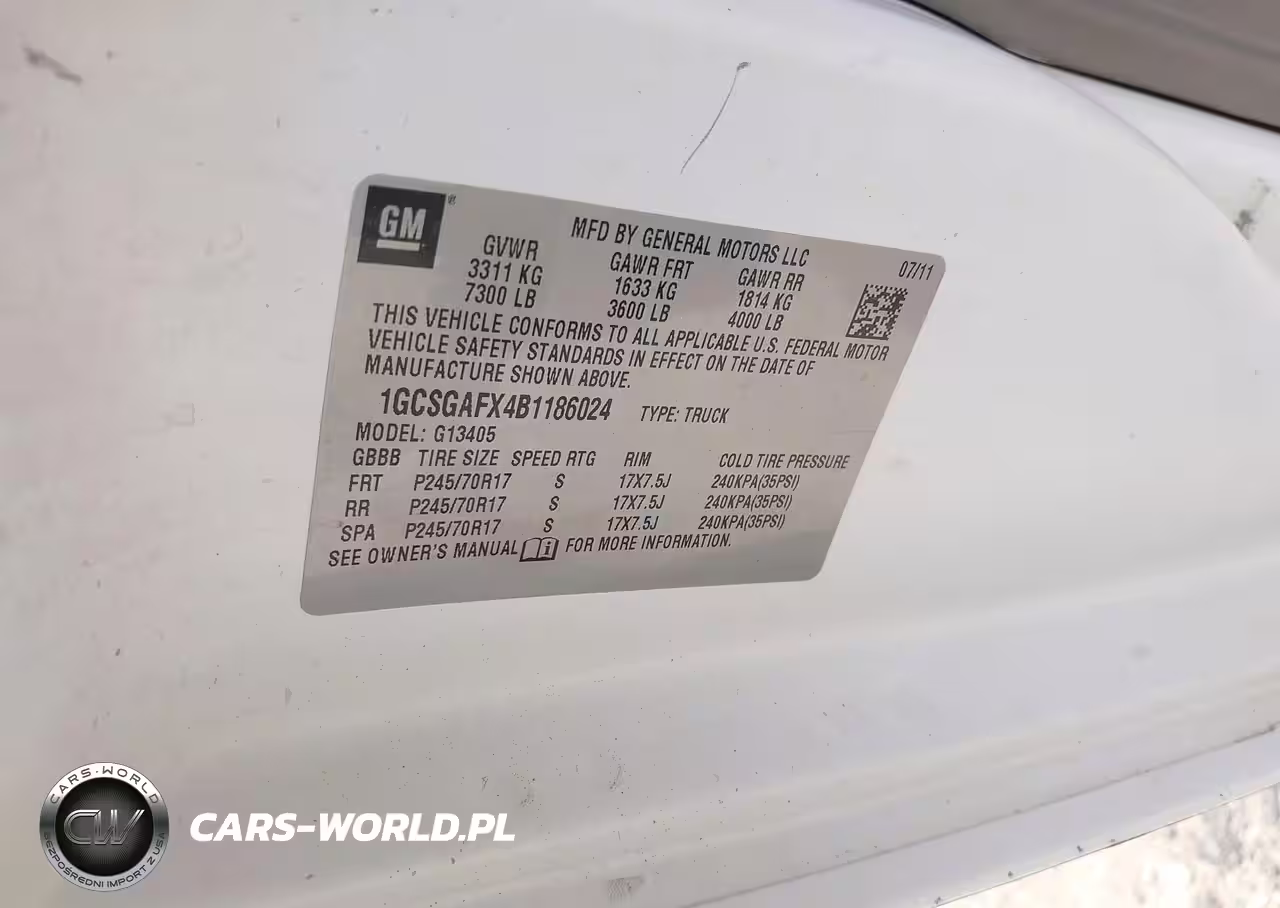 GM
®
MFD BY GENERAL MOTORS LLC
07/11
GVWR GAWR FRT GAWR RR
3311 KG 1633 KG 1814 KG
7300 LB 3600 LB 4000 LB
THIS VEHICLE CONFORMS TO ALL APPLICABLE U.S. FEDERAL MOTOR
VEHICLE SAFETY STANDARDS IN EFFECT ON THE DATE OF
MANUFACTURE SHOWN ABOVE.
1GCSGAFX4B1186024 TYPE: TRUCK
MODEL: G13405
GBBB TIRE SIZE SPEED RTG RIM COLD TIRE PRESSURE
FRT P245/70R17 S 17X7.5J 240KPA(35PSI)
RR P245/70R17 S 17X7.5J 240KPA(35PSI)
SPA P245/70R17 S 17X7.5J 240KPA(35PSI)
SEE OWNER'S MANUAL FOR MORE INFORMATION.
CARS-WORLD
CW
BEZPOŚREDNI IMPORT Z USA
CARS-WORLD.PL